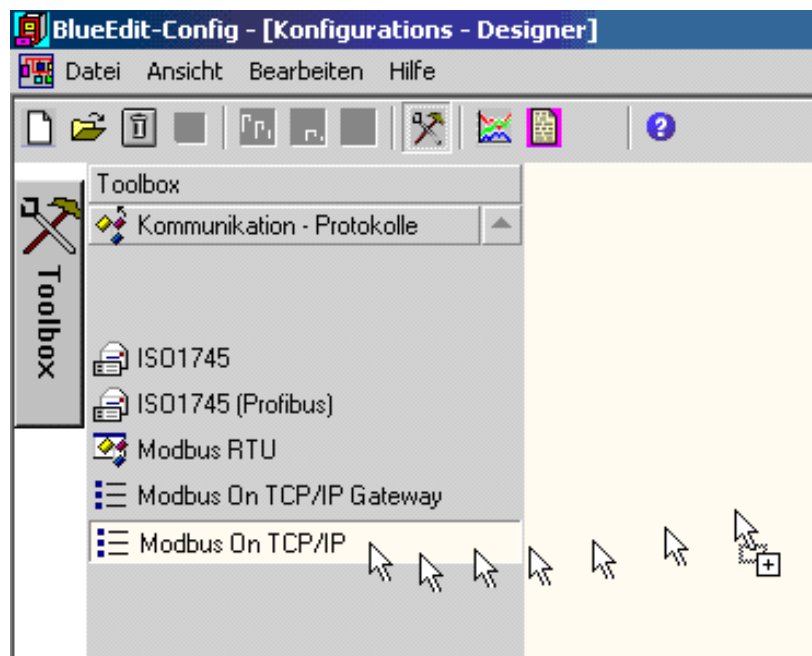 BlueEdit-Config - [Konfigurations - Designer]
Datei Ansicht Bearbeiten Hilfe
Toolbox
Toolbox
Kommunikation - Protokolle
ISO1745
ISO1745 (Profibus)
Modbus RTU
Modbus On TCP/IP Gateway
Modbus On TCP/IP